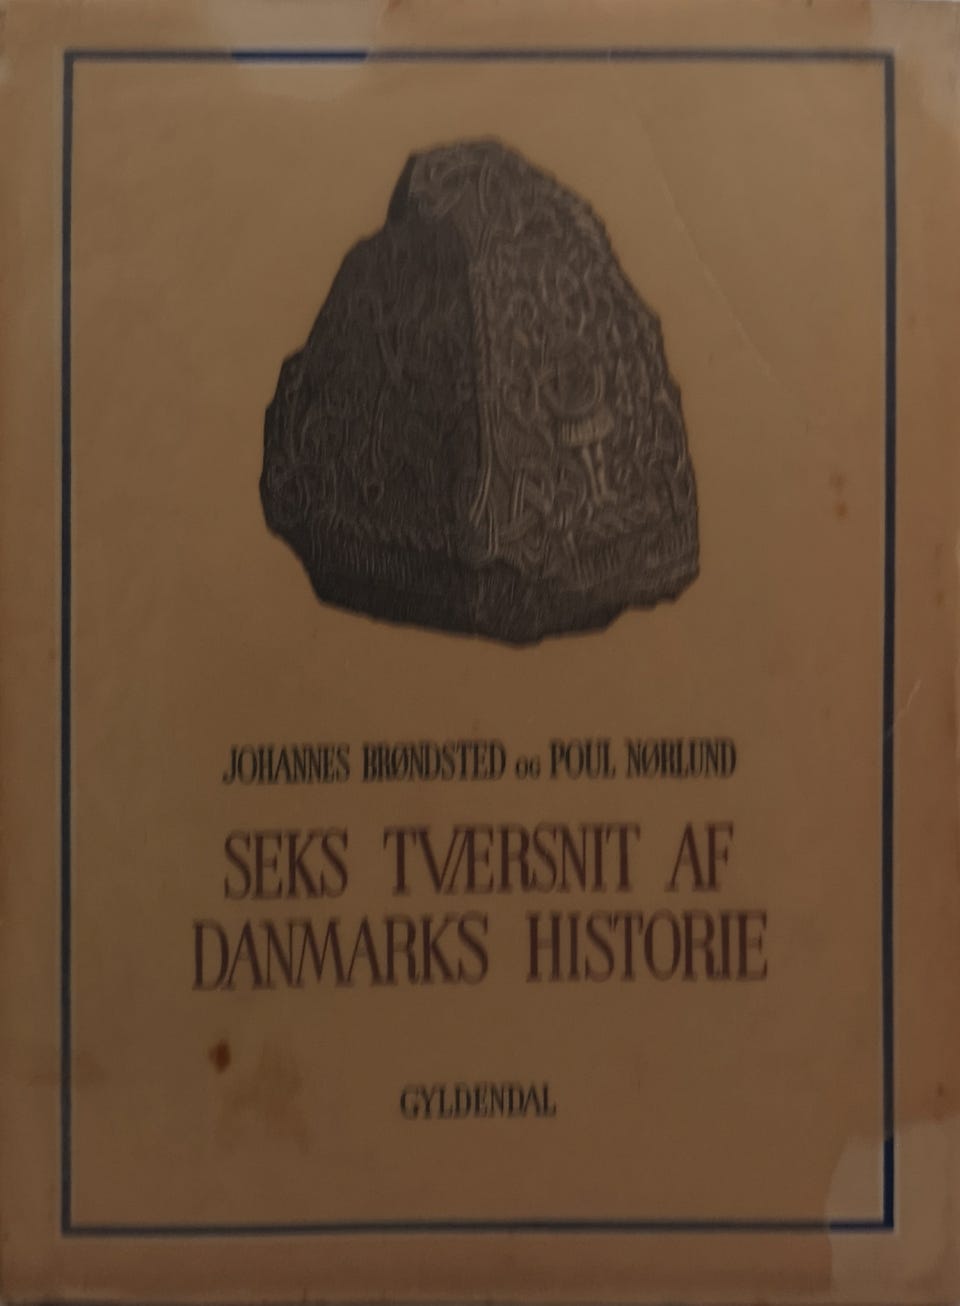 JOHANNES BRØNDSTED OG POUL NØRLUND
SEKS TVÆRSNIT AF
DANMARKS HISTORIE
GYLDENDAL